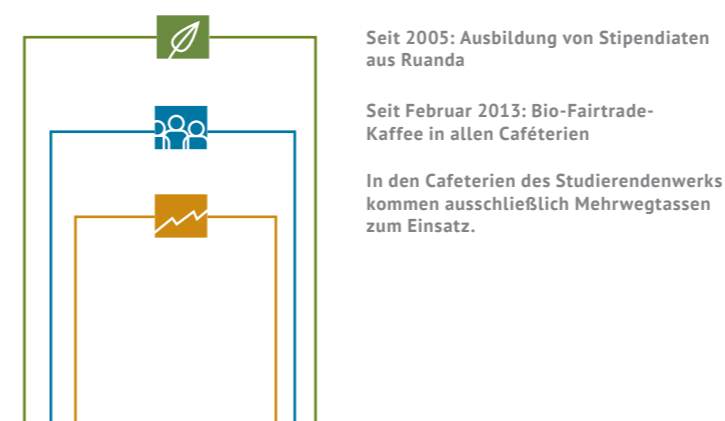 Seit 2005: Ausbildung von Stipendiaten
aus Ruanda
Seit Februar 2013: Bio-Fairtrade-
Kaffee in allen Caféterien
In den Cafeterien des Studierendenwerks
kommen ausschließlich Mehrwegtassen
zum Einsatz.